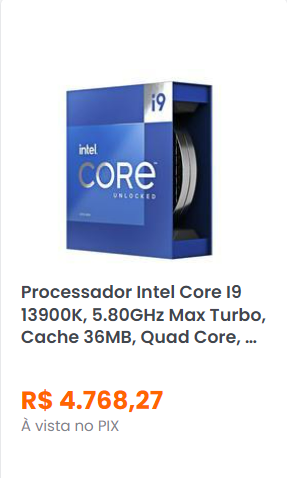 i9
intel
CORE
UNLOCKED
Processador Intel Core I9
13900K, 5.80GHz Max Turbo,
Cache 36MB, Quad Core, ...
R$ 4.768,27
À vista no PIX